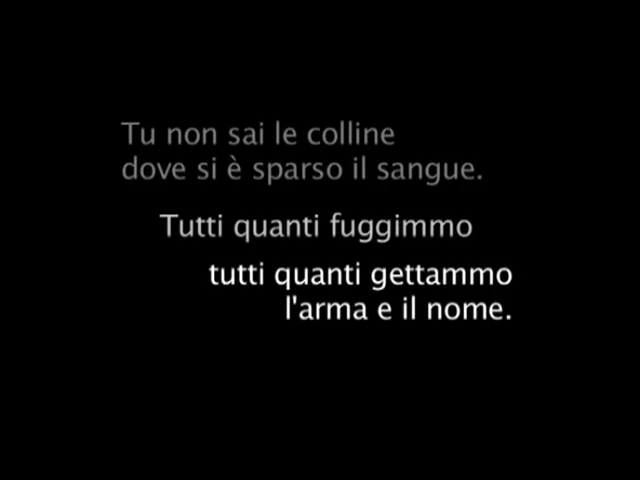 Tu non sai le colline
dove si è sparso il sangue.
Tutti quanti fuggimmo
tutti quanti gettammo
l'arma e il nome.